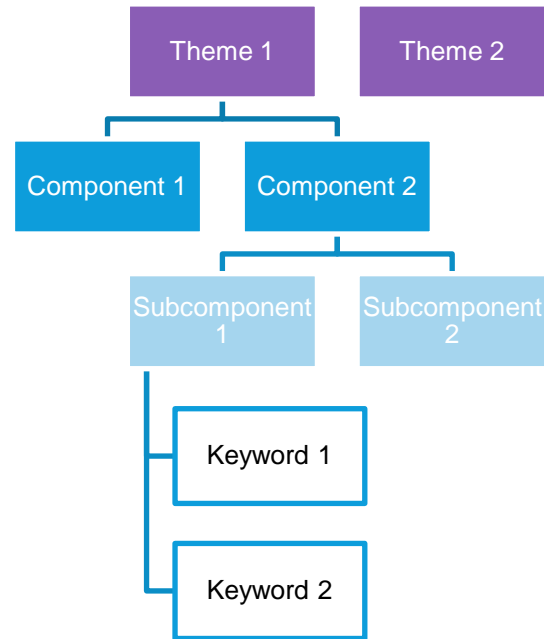 Theme 1
Theme 2
Component 1
Component 2
Subcomponent
1
Subcomponent
2
Keyword 1
Keyword 2